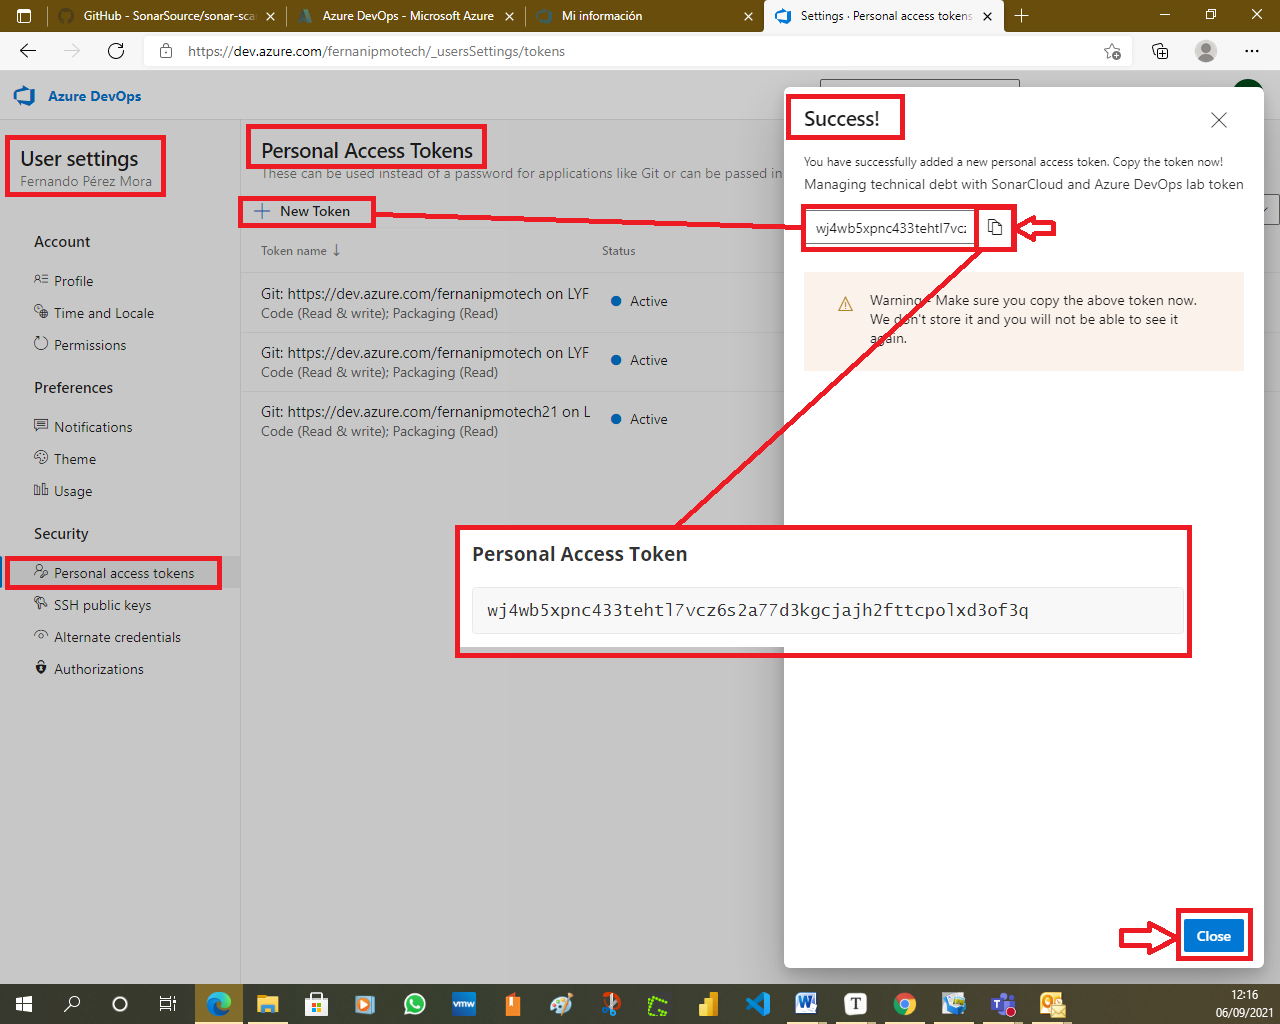 GitHub - SonarSource/sonar-sca
Azure DevOps - Microsoft Azure
Mi información
Settings · Personal access tokens
https://dev.azure.com/fernanipmotech/_usersSettings/tokens
Azure DevOps
User settings
Fernando Pérez Mora
Account
Profile
Time and Locale
Permissions
Preferences
Notifications
Theme
Usage
Security
Personal access tokens
SSH public keys
Alternate credentials
Authorizations
Personal Access Tokens
These can be used instead of a password for applications like Git or can be passed in
New Token
Token name ↓ Status
Git: https://dev.azure.com/fernanipmotech on LYF
Code (Read & write); Packaging (Read)
Active
Git: https://dev.azure.com/fernanipmotech on LYF
Code (Read & write); Packaging (Read)
Active
Git: https://dev.azure.com/fernanipmotech21 on L
Code (Read & write); Packaging (Read)
Active
Success!
You have successfully added a new personal access token. Copy the token now!
Managing technical debt with SonarCloud and Azure DevOps lab token
wj4wb5xpnc433tehtl7vcz
Warning - Make sure you copy the above token now.
We don't store it and you will not be able to see it
again.
Personal Access Token
wj4wb5xpnc433tehtl7vcz6s2a77d3kgcjajh2fttcpolxd3of3q
Close
vmw
12:16
06/09/2021